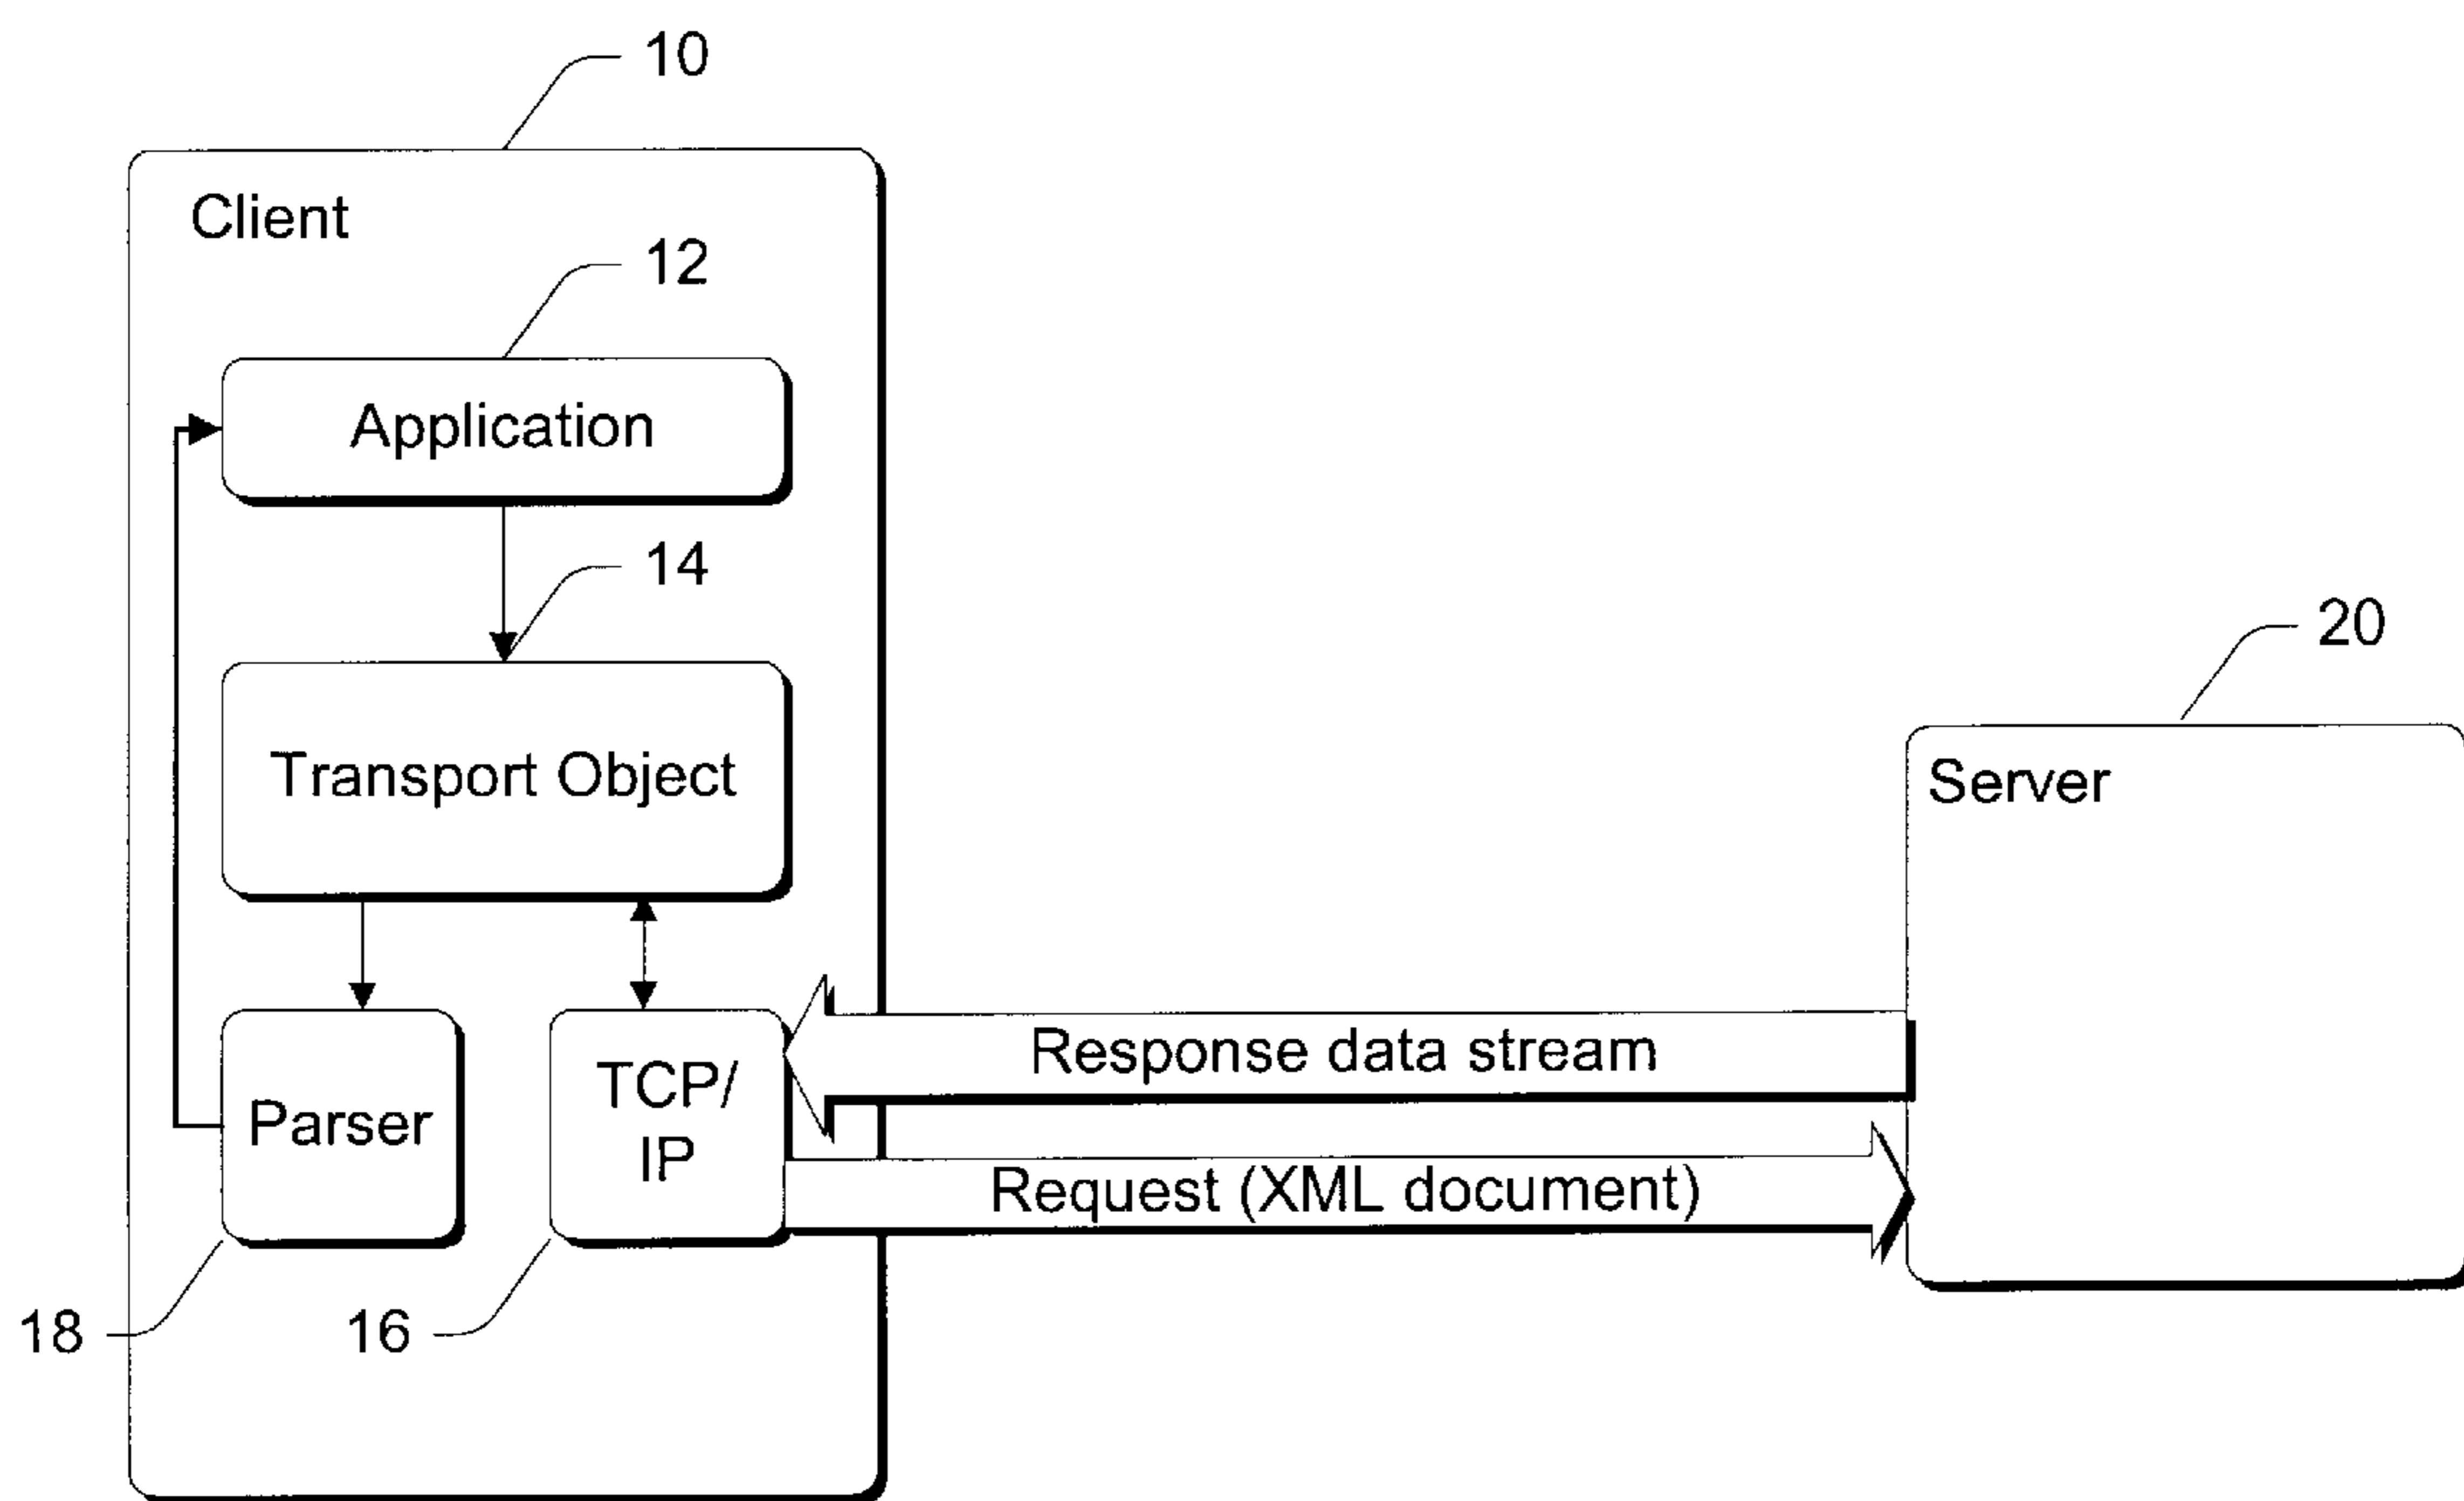 10
Client
12
Application
14
Transport Object
20
Server
Response data stream
TCP/
IP
Parser
Request (XML document)
18
16